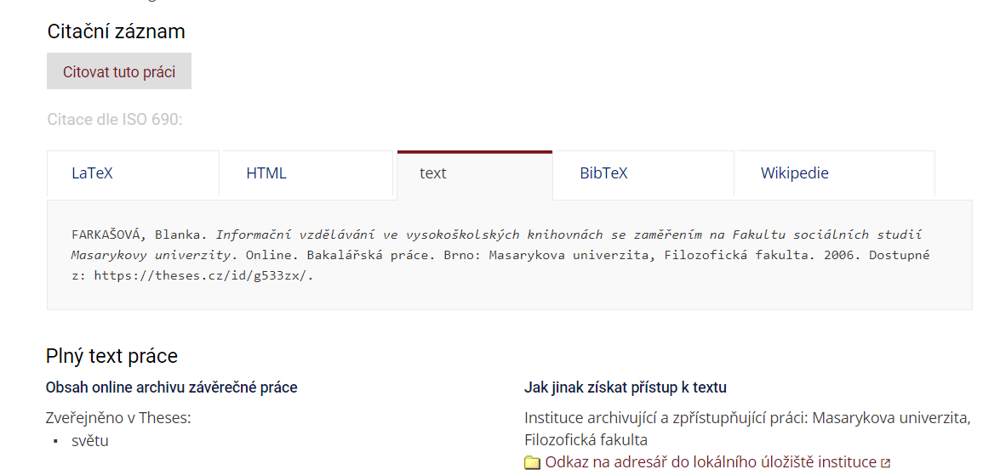 Citační záznam
Citovat tuto práci
Citace dle ISO 690:
LaTeX HTML text BibTeX Wikipedie
FARKAŠOVÁ, Blanka. Informační vzdělávání ve vysokoškolských knihovnách se zaměřením na Fakultu sociálních studií
Masarykovy univerzity. Online. Bakalářská práce. Brno: Masarykova univerzita, Filozofická fakulta. 2006. Dostupné
z: https://theses.cz/id/g533zx/.
Plný text práce
Obsah online archivu závěrečné práce
Zveřejněno v Theses:
▪ světu
Jak jinak získat přístup k textu
Instituce archivující a zpřístupňující práci: Masarykova univerzita,
Filozofická fakulta
Odkaz na adresář do lokálního úložiště instituce